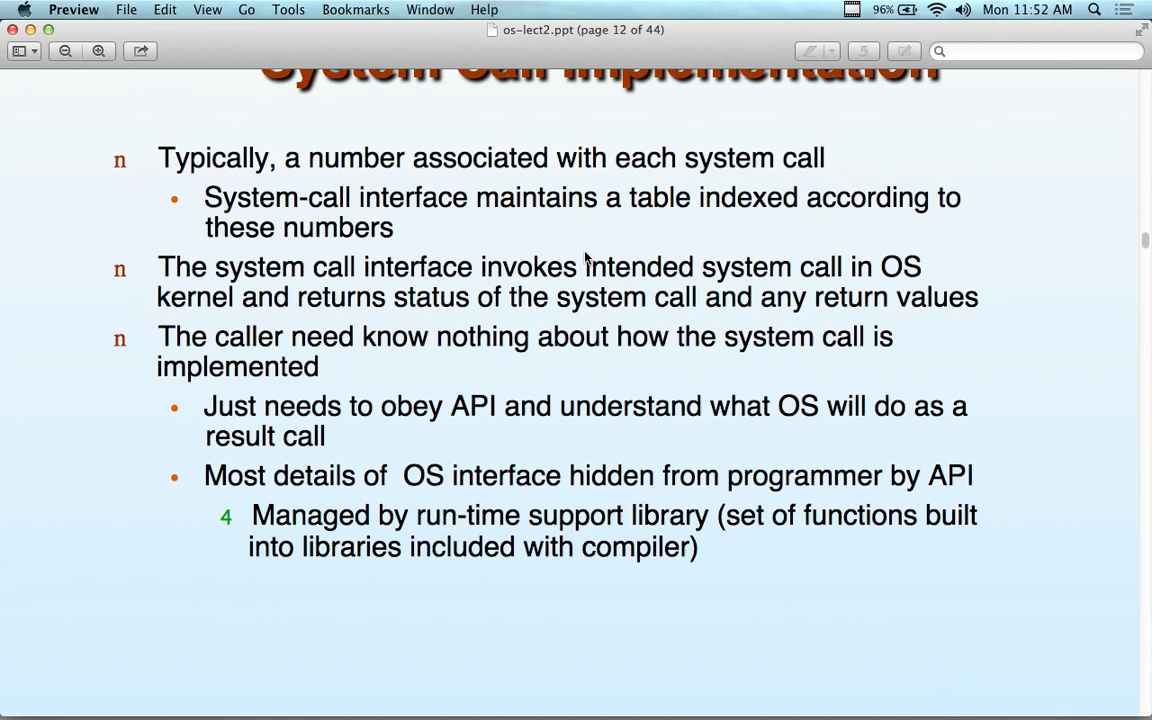 Preview File Edit View Go Tools Bookmarks Window Help 96% Mon 11:52 AM
os-lect2.ppt (page 12 of 44)
System Call Implementation
n Typically, a number associated with each system call
• System-call interface maintains a table indexed according to
these numbers
n The system call interface invokes intended system call in OS
kernel and returns status of the system call and any return values
n The caller need know nothing about how the system call is
implemented
• Just needs to obey API and understand what OS will do as a
result call
• Most details of OS interface hidden from programmer by API
4 Managed by run-time support library (set of functions built
into libraries included with compiler)